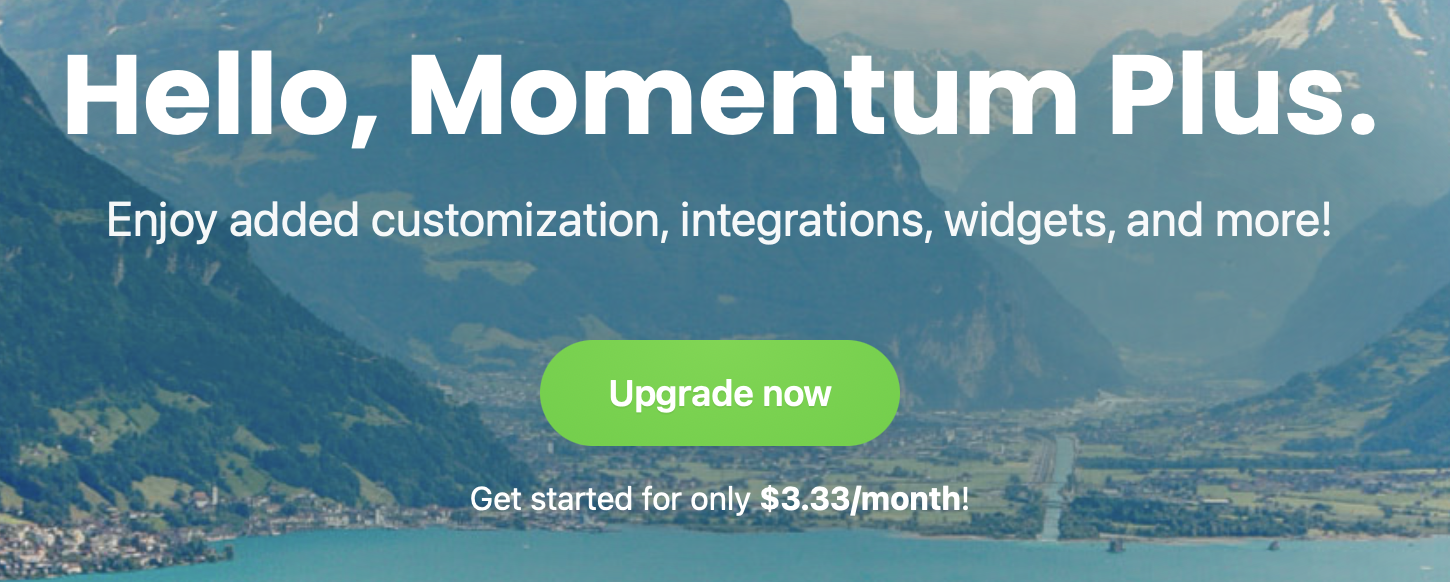 Hello, Momentum Plus.
Enjoy added customization, integrations, widgets, and more!
Upgrade now
Get started for only $3.33/month!